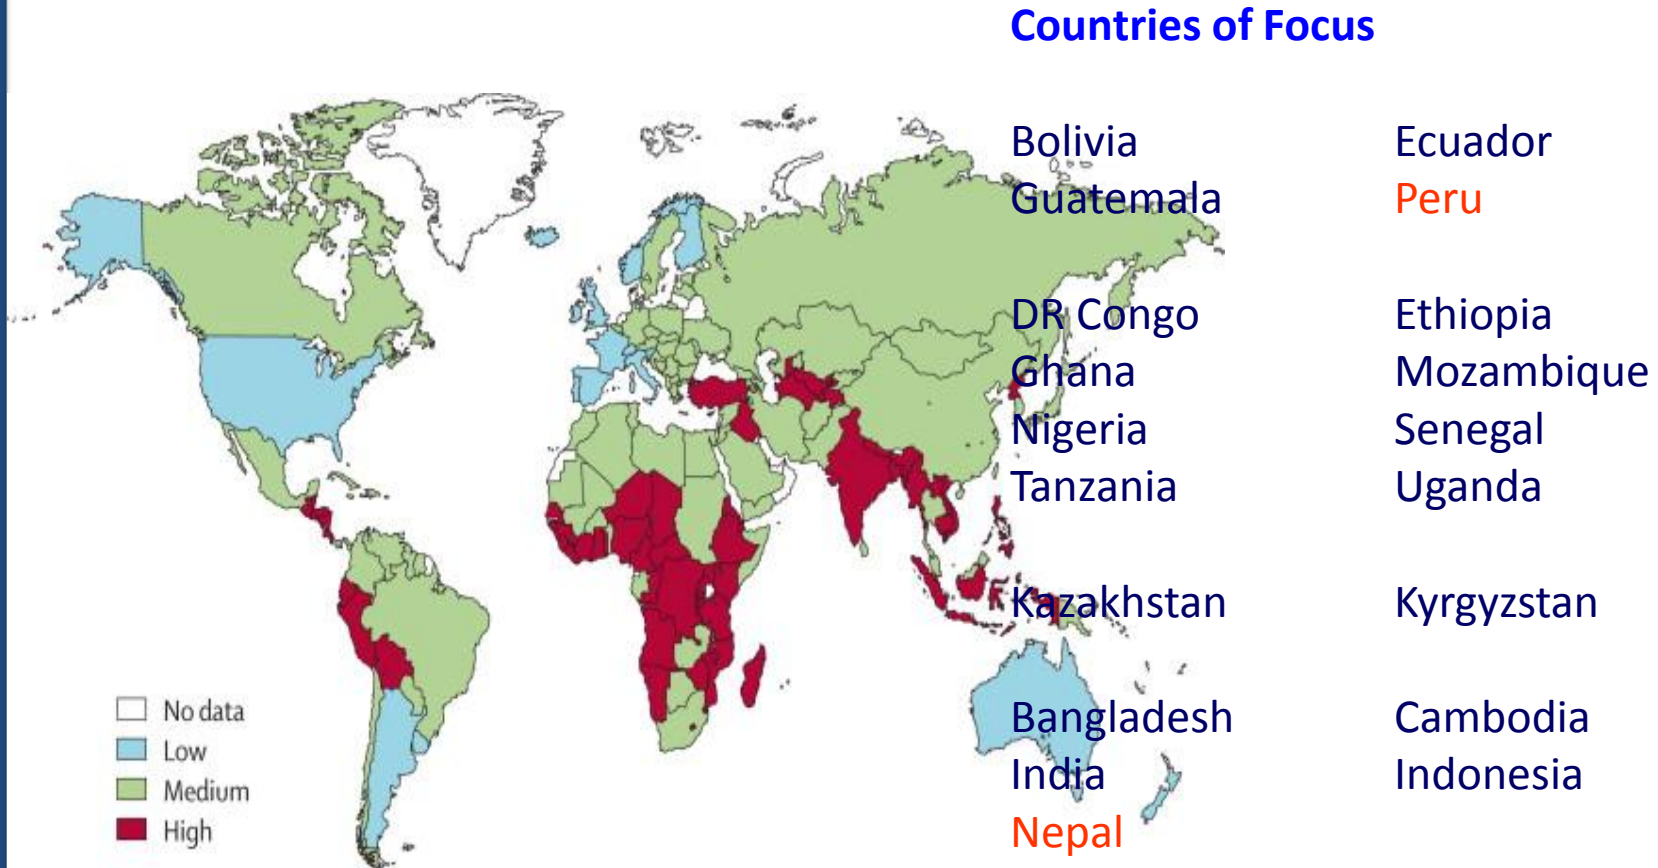 Countries of Focus
Bolivia Ecuador
Guatemala Peru
DR Congo Ethiopia
Ghana Mozambique
Nigeria Senegal
Tanzania Uganda
Kazakhstan Kyrgyzstan
Bangladesh Cambodia
India Indonesia
Nepal
No data
Low
Medium
High